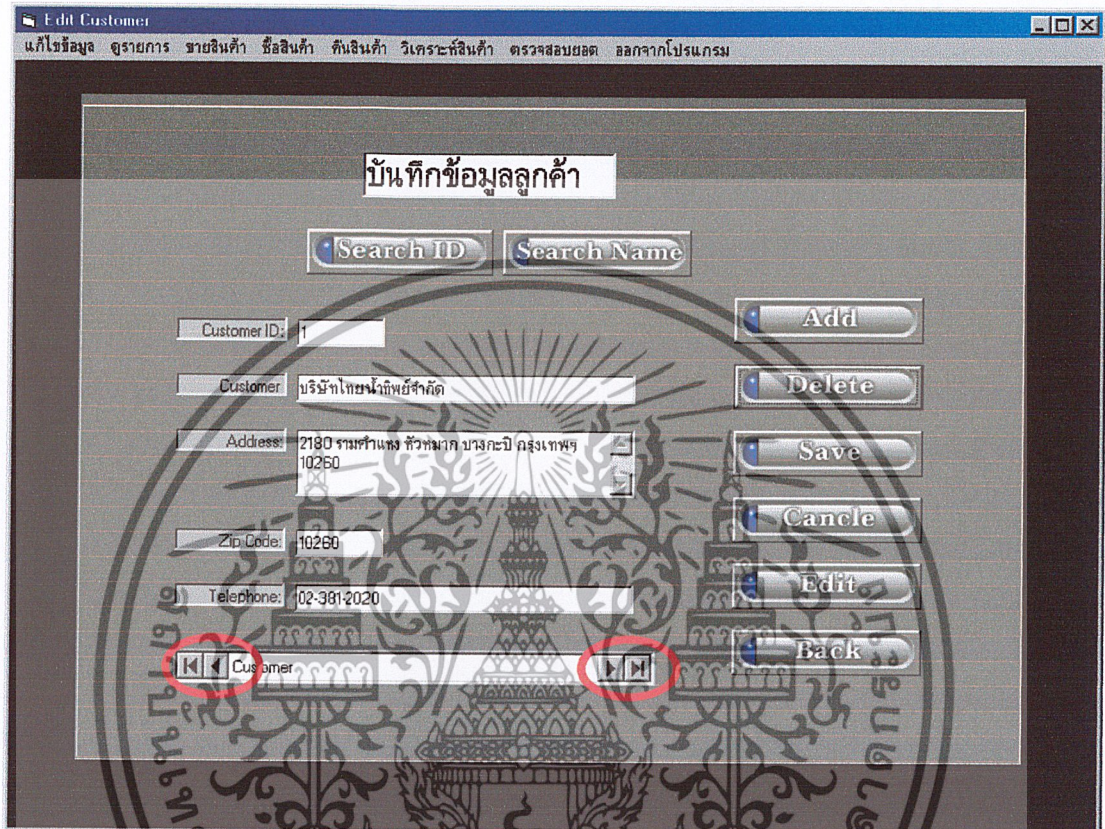 Edit Customer
แก้ไขข้อมูล ดูรายการ ขายสินค้า ซื้อสินค้า คืนสินค้า วิเคราะห์สินค้า ตรวจสอบยอด ออกจากโปรแกรม
บันทึกข้อมูลลูกค้า
Search ID Search Name
Customer ID: 1
Customer บริษัทไทยน้ำทิพย์จำกัด
Address: 2180 รามคำแหง หัวหมาก บางกะปิ กรุงเทพฯ
10260
Zip Code: 10260
Telephone: 02-381-2020
Customer
Add
Delete
Save
Cancle
Edit
Back